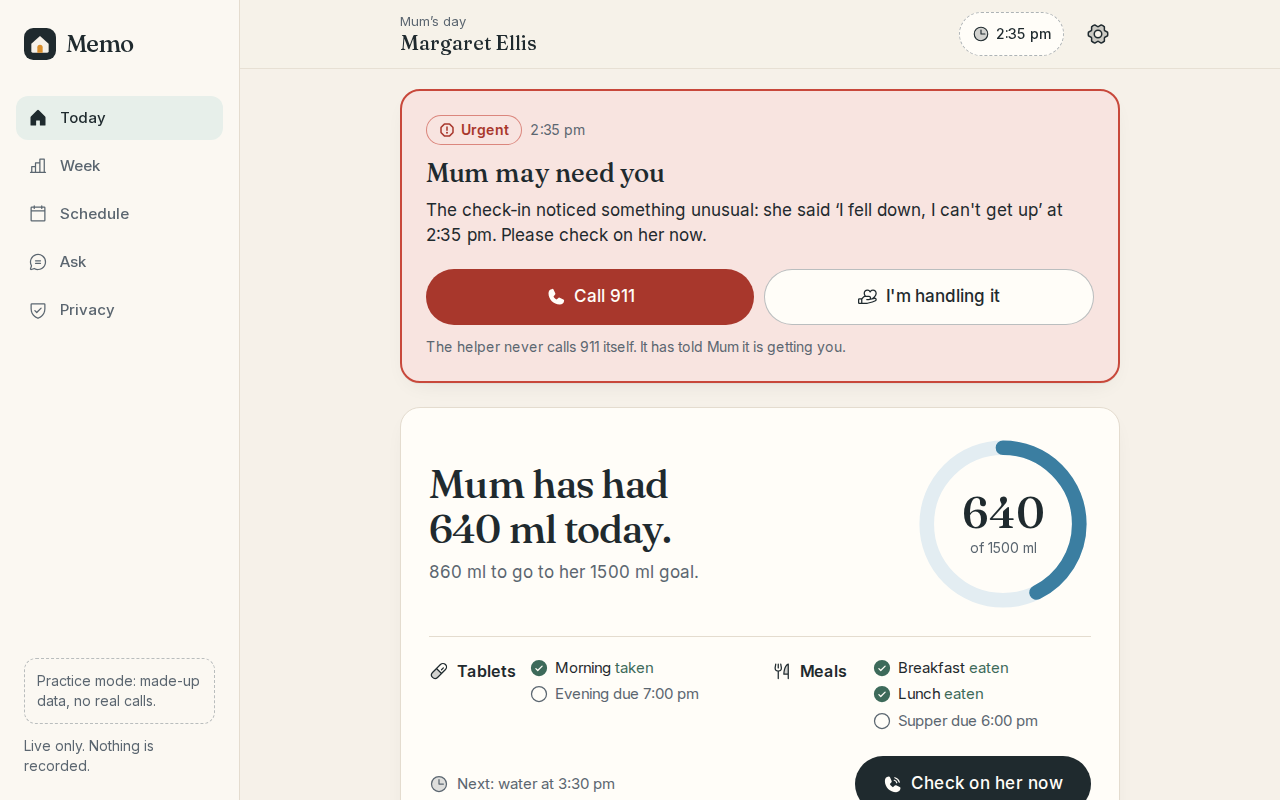 Memo
Today
Week
Schedule
Ask
Privacy
Practice mode: made-up
data, no real calls.
Live only. Nothing is
recorded.
Mum’s day
Margaret Ellis
2:35 pm
Urgent
2:35 pm
Mum may need you
The check-in noticed something unusual: she said ‘I fell down, I can't get up’ at
2:35 pm. Please check on her now.
Call 911
I'm handling it
The helper never calls 911 itself. It has told Mum it is getting you.
Mum has had
640 ml today.
860 ml to go to her 1500 ml goal.
640
of 1500 ml
Tablets
Morning taken
Evening due 7:00 pm
Meals
Breakfast eaten
Lunch eaten
Supper due 6:00 pm
Next: water at 3:30 pm
Check on her now